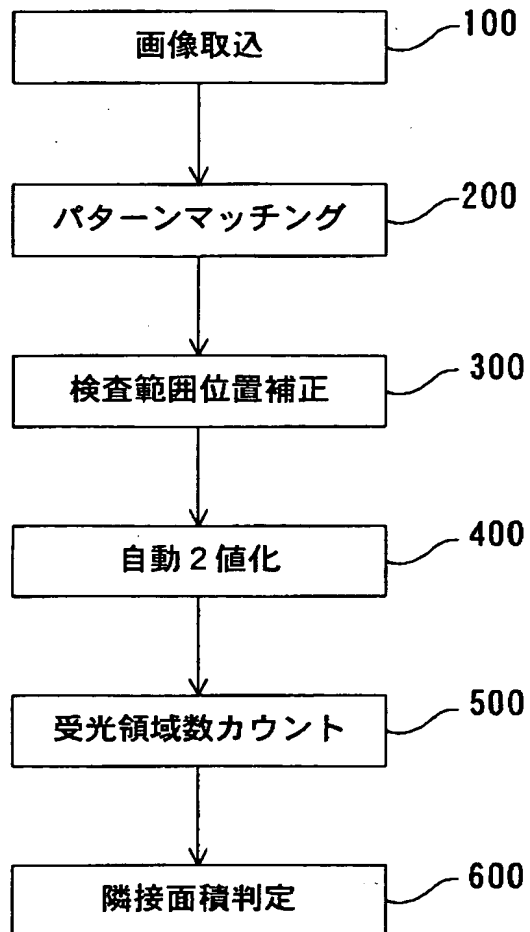 画像取込
100
パターンマッチング
200
検査範囲位置補正
300
自動2値化
400
受光領域数カウント
500
隣接面積判定
600